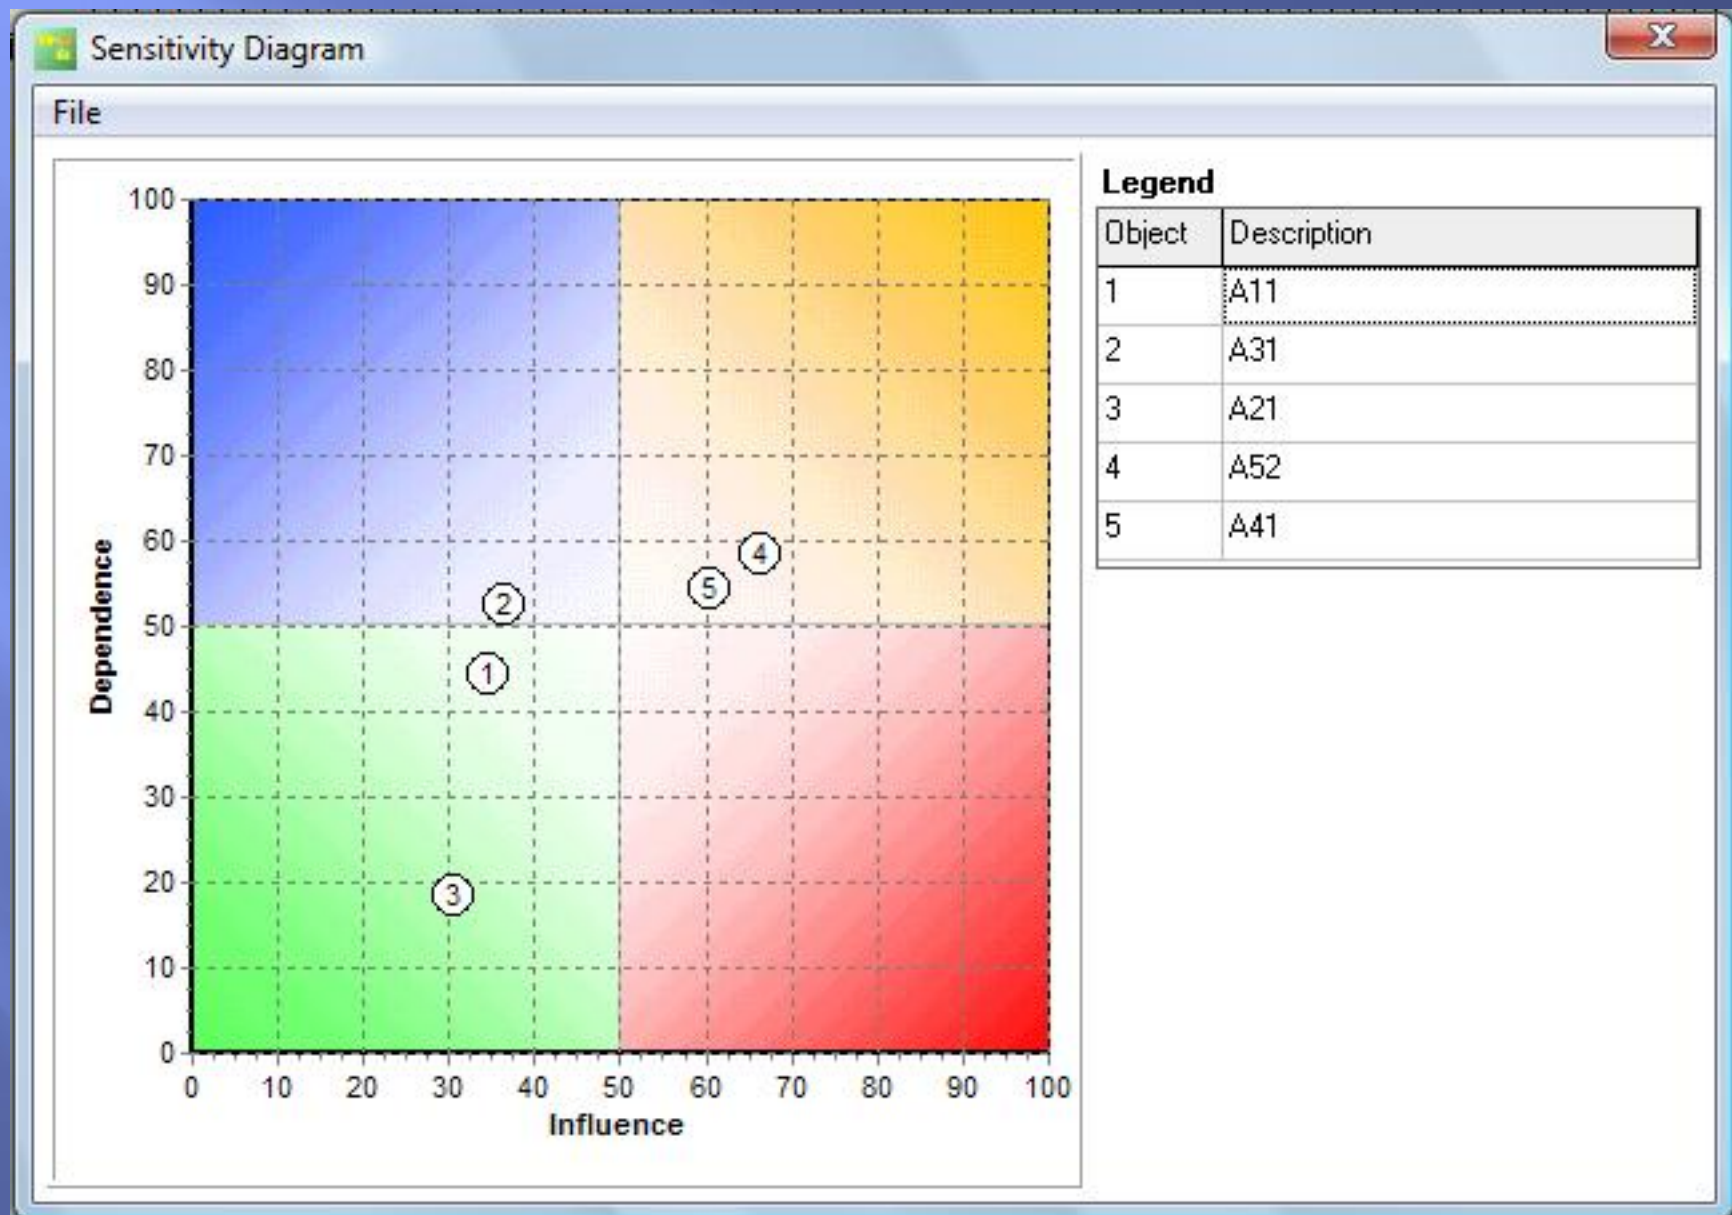 Sensitivity Diagram
X
File
100
90
80
70
60
50
40
30
20
10
0
Dependence
4
5
2
1
3
0 10 20 30 40 50 60 70 80 90 100
Influence
Legend
Object Description
1 A11
2 A31
3 A21
4 A52
5 A41